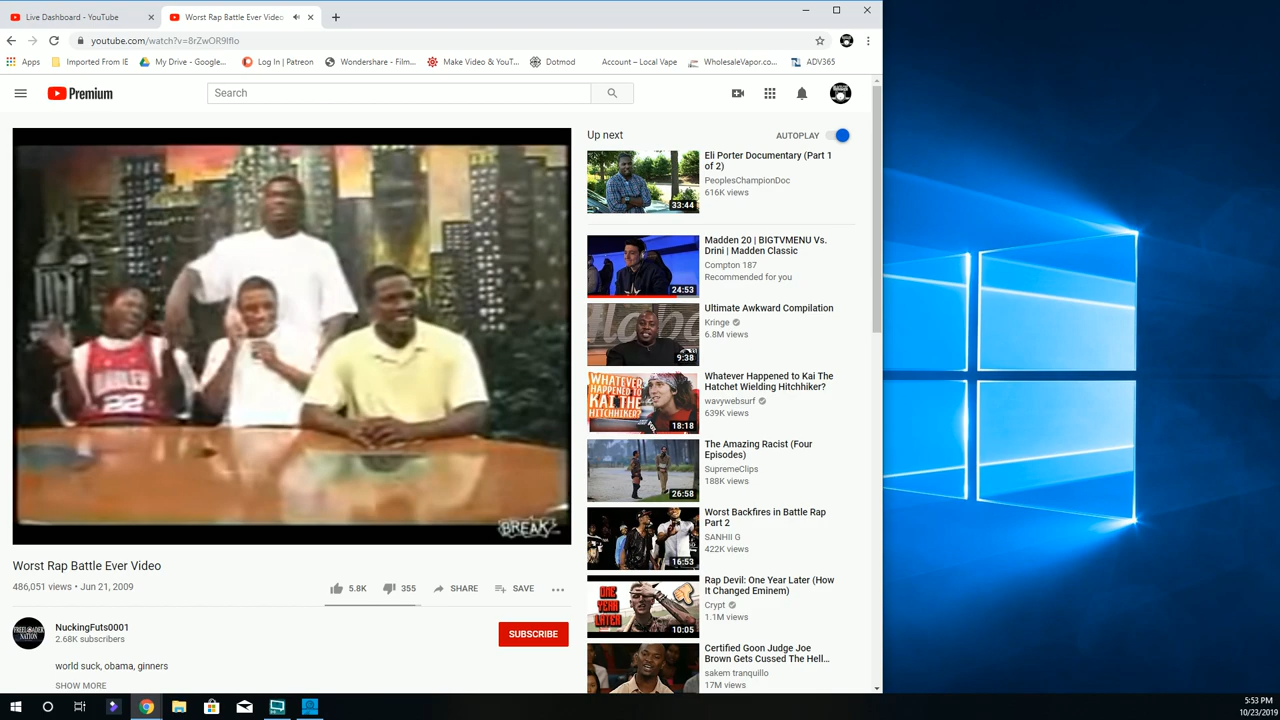 Live Dashboard - YouTube
Worst Rap Battle Ever Video
youtube.com/watch?v=8rZwOR9Iflo
Apps
Imported From IE
My Drive - Google...
Log In | Patreon
Wondershare - Film...
Make Video & YouT...
Dotmod
Account – Local Vape
WholesaleVapor.co...
ADV365
Premium
Search
BREAK
Worst Rap Battle Ever Video
486,051 views • Jun 21, 2009
5.8K
355
SHARE
SAVE
NuckingFuts0001
2.68K subscribers
SUBSCRIBE
world suck, obama, ginners
SHOW MORE
Up next
AUTOPLAY
Eli Porter Documentary (Part 1
of 2)
PeoplesChampionDoc
616K views
33:44
Madden 20 | BIGTVMENU Vs.
Drini | Madden Classic
Compton 187
Recommended for you
24:53
Ultimate Awkward Compilation
Kringe
6.8M views
9:38
Whatever Happened to Kai The
Hatchet Wielding Hitchhiker?
wavywebsurf
639K views
WHATEVER
HAPPENED TO
KAI THE
HITCHHIKER?
18:18
The Amazing Racist (Four
Episodes)
SupremeClips
188K views
26:58
Worst Backfires in Battle Rap
Part 2
SANHII G
422K views
16:53
Rap Devil: One Year Later (How
It Changed Eminem)
Crypt
1.1M views
ONE
YEAR
LATER
10:05
Certified Goon Judge Joe
Brown Gets Cussed The Hell...
sakem tranquillo
17M views
5:53 PM
10/23/2019